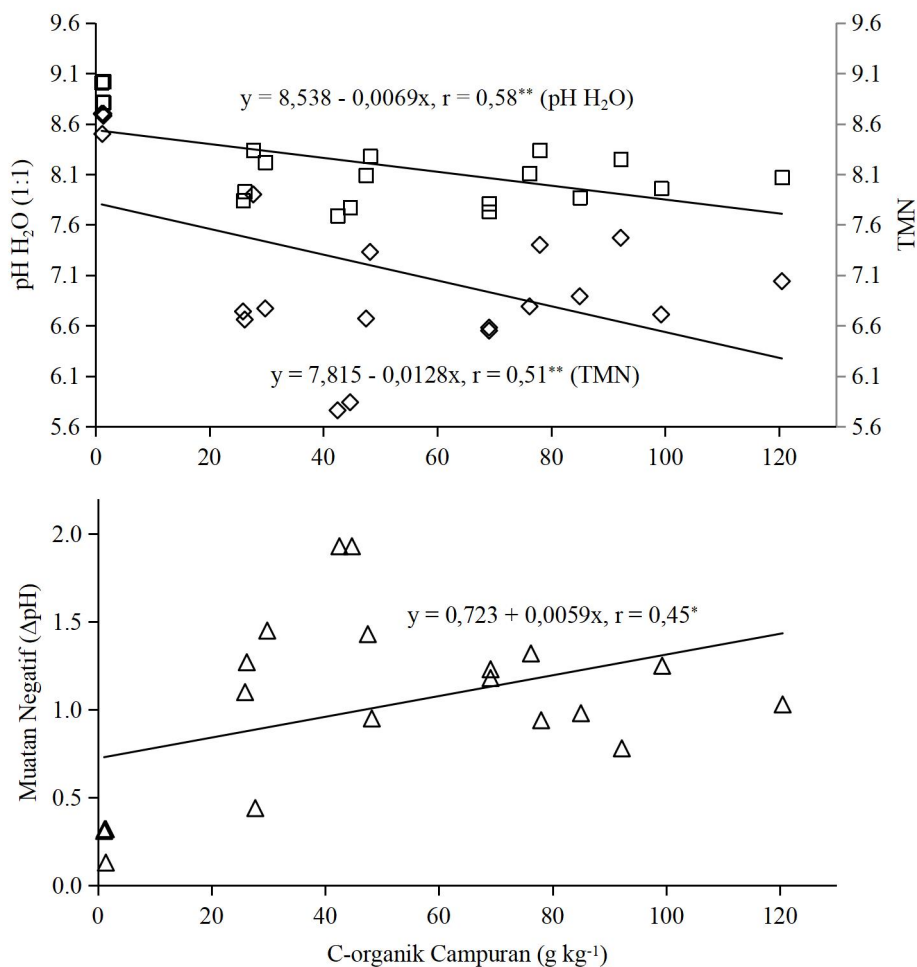 9.6
9.1
8.6
8.1
7.6
7.1
6.6
6.1
5.6
pH H₂O (1:1)
y = 8,538 - 0,0069x, r = 0,58** (pH H₂O)
y = 7,815 - 0,0128x, r = 0,51** (TMN)
9.6
9.1
8.6
8.1
7.6
7.1
6.6
6.1
5.6
TMN
0 20 40 60 80 100 120
2.0
1.5
1.0
0.5
0.0
Muatan Negatif (ΔpH)
y = 0,723 + 0,0059x, r = 0,45*
0 20 40 60 80 100 120
C-organik Campuran (g kg⁻¹)